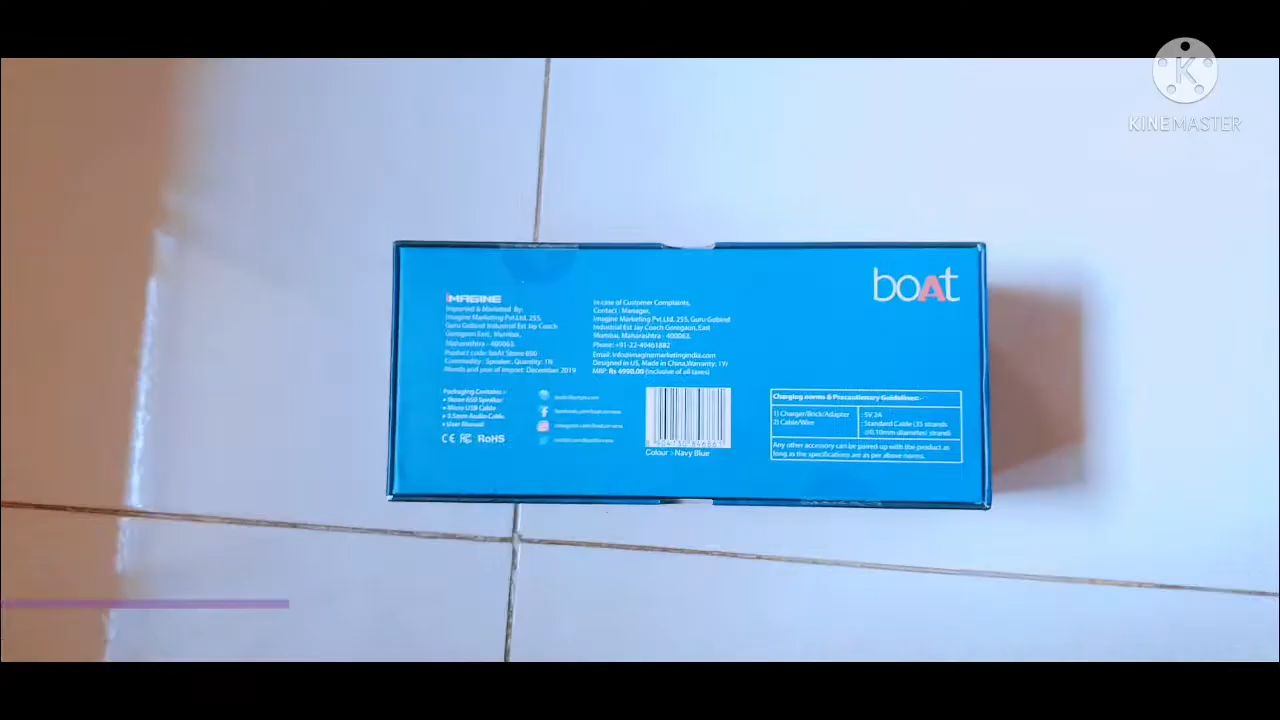 K
KINEMASTER
boAt
IMAGINE
Imported & Marketed By:
Imagine Marketing Pvt.Ltd. 255,
Guru Gobind Industrial Est Jay Coach
Goregaon East, Mumbai,
Maharashtra - 400063.
Product code: boAt Stone 650
Commodity : Speaker, Quantity: 1N
Month and year of Import: December 2019
In case of Customer Complaints,
Contact : Manager,
Imagine Marketing Pvt.Ltd. 255, Guru Gobind
Industrial Est Jay Coach Goregaon,East
Mumbai, Maharashtra - 400063.
Phone: +91-22-49461882
Email: info@imaginemarketingindia.com
Designed in US, Made in China,Warranty: 1Yr
MRP: Rs 4990.00 (Inclusive of all taxes)
Packaging Contains :-
• Stone 650 Speaker
• Micro USB Cable
• 3.5mm Audio Cable
• User Manual
CE RoHS
Colour :- Navy Blue
Charging norms & Precautionary Guidelines:-
1) Charger/Brick/Adapter : 5V 2A
2) Cable/Wire : Standard Cable (35 strands
0.10mm diameter/ strand)
Any other accessory can be paired up with the product as
long as the specifications are as per above norms.